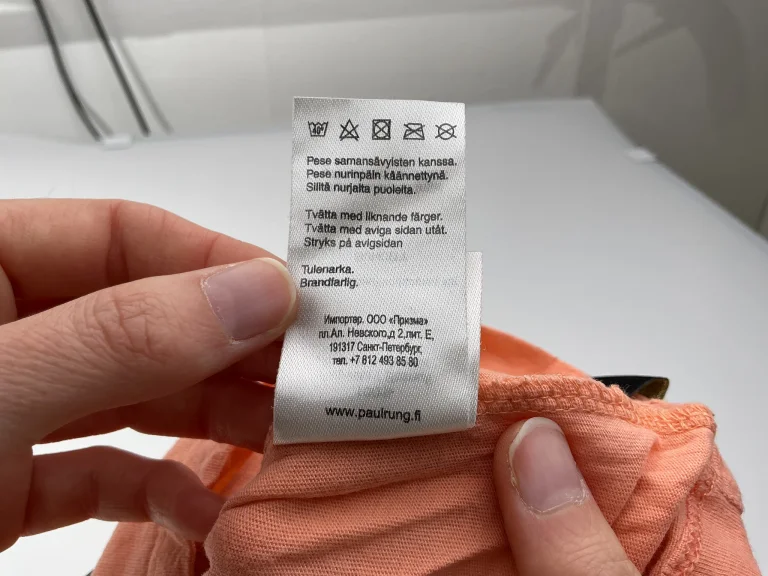 40°
Pese samansävyisten kanssa.
Pese nurinpäin käännettynä.
Silitä nurjalta puolelta.
Tvätta med liknande färger.
Tvätta med aviga sidan utåt.
Stryks på avigsidan
Tulenarka.
Brandfarlig.
Импортер. ООО «Призма»
пл.Ал. Невского,д 2,лит. Е,
191317 Санкт-Петербург,
тел. +7 812 493 85 80
www.paulrung.fi